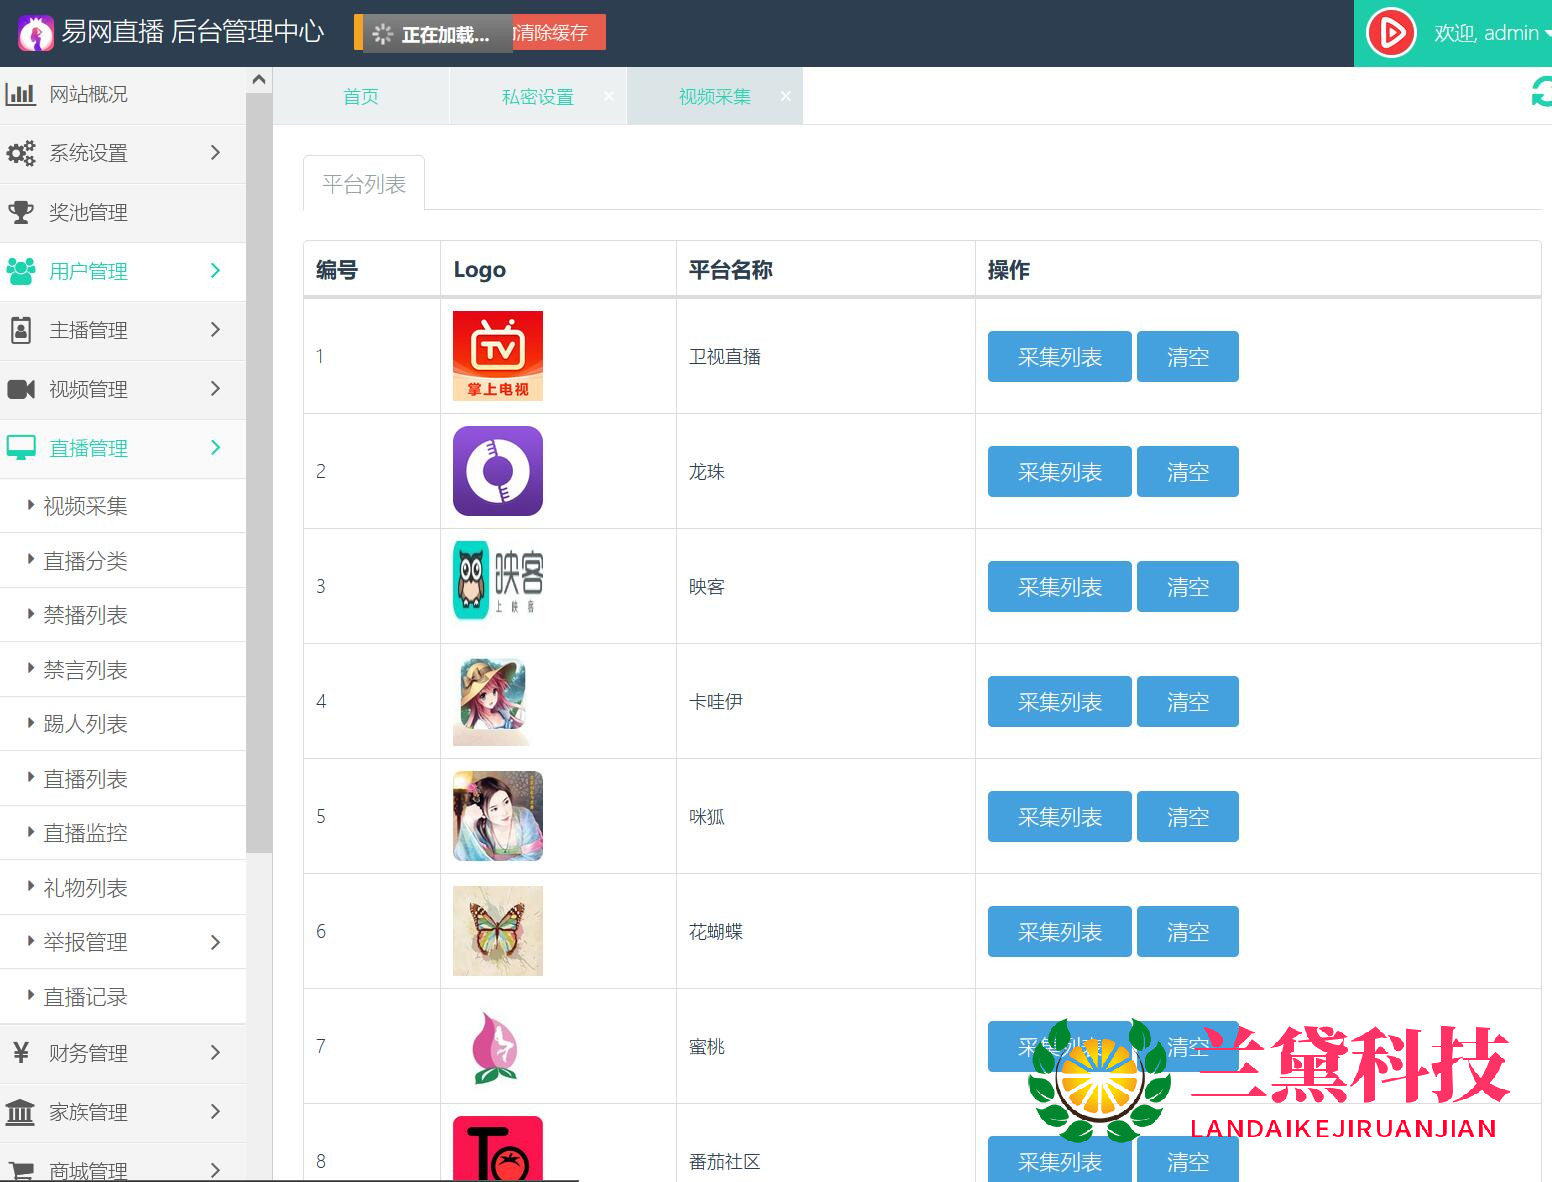 易网直播 后台管理中心
正在加载...
清除缓存
欢迎, admin
网站概况
系统设置
奖池管理
用户管理
主播管理
视频管理
直播管理
视频采集
直播分类
禁播列表
禁言列表
踢人列表
直播列表
直播监控
礼物列表
举报管理
直播记录
财务管理
家族管理
商城管理
首页
私密设置
视频采集
平台列表
编号 Logo 平台名称 操作
1 TV 掌上电视 卫视直播 采集列表 清空
2 龙珠 采集列表 清空
3 映客 上映客 映客 采集列表 清空
4 卡哇伊 采集列表 清空
5 咪狐 采集列表 清空
6 花蝴蝶 采集列表 清空
7 蜜桃 采集列表 清空
8 To 番茄社区 采集列表 清空
兰黛科技
LANDAIKEJIRUANJIAN